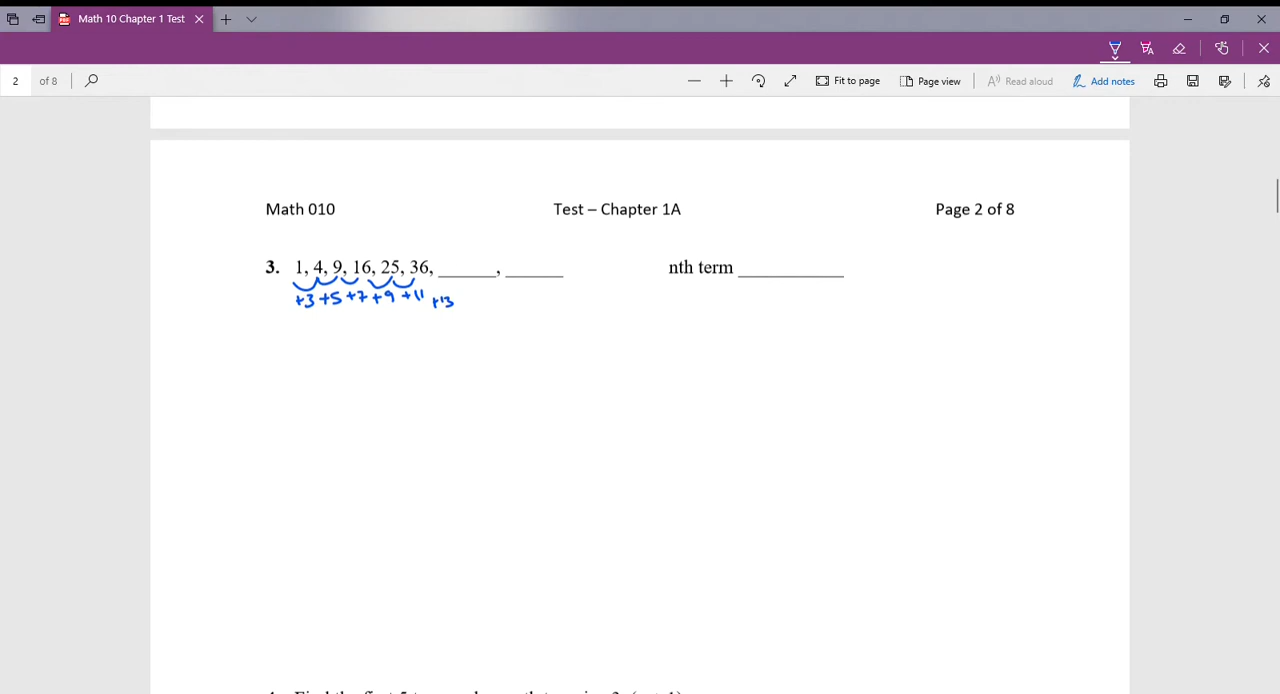 Math 10 Chapter 1 Test
2 of 8 Fit to page Page view Read aloud Add notes
Math 010 Test – Chapter 1A Page 2 of 8
3. 1, 4, 9, 16, 25, 36, ______, ______ nth term ___________
+3 +5 +7 +9 +11 +13